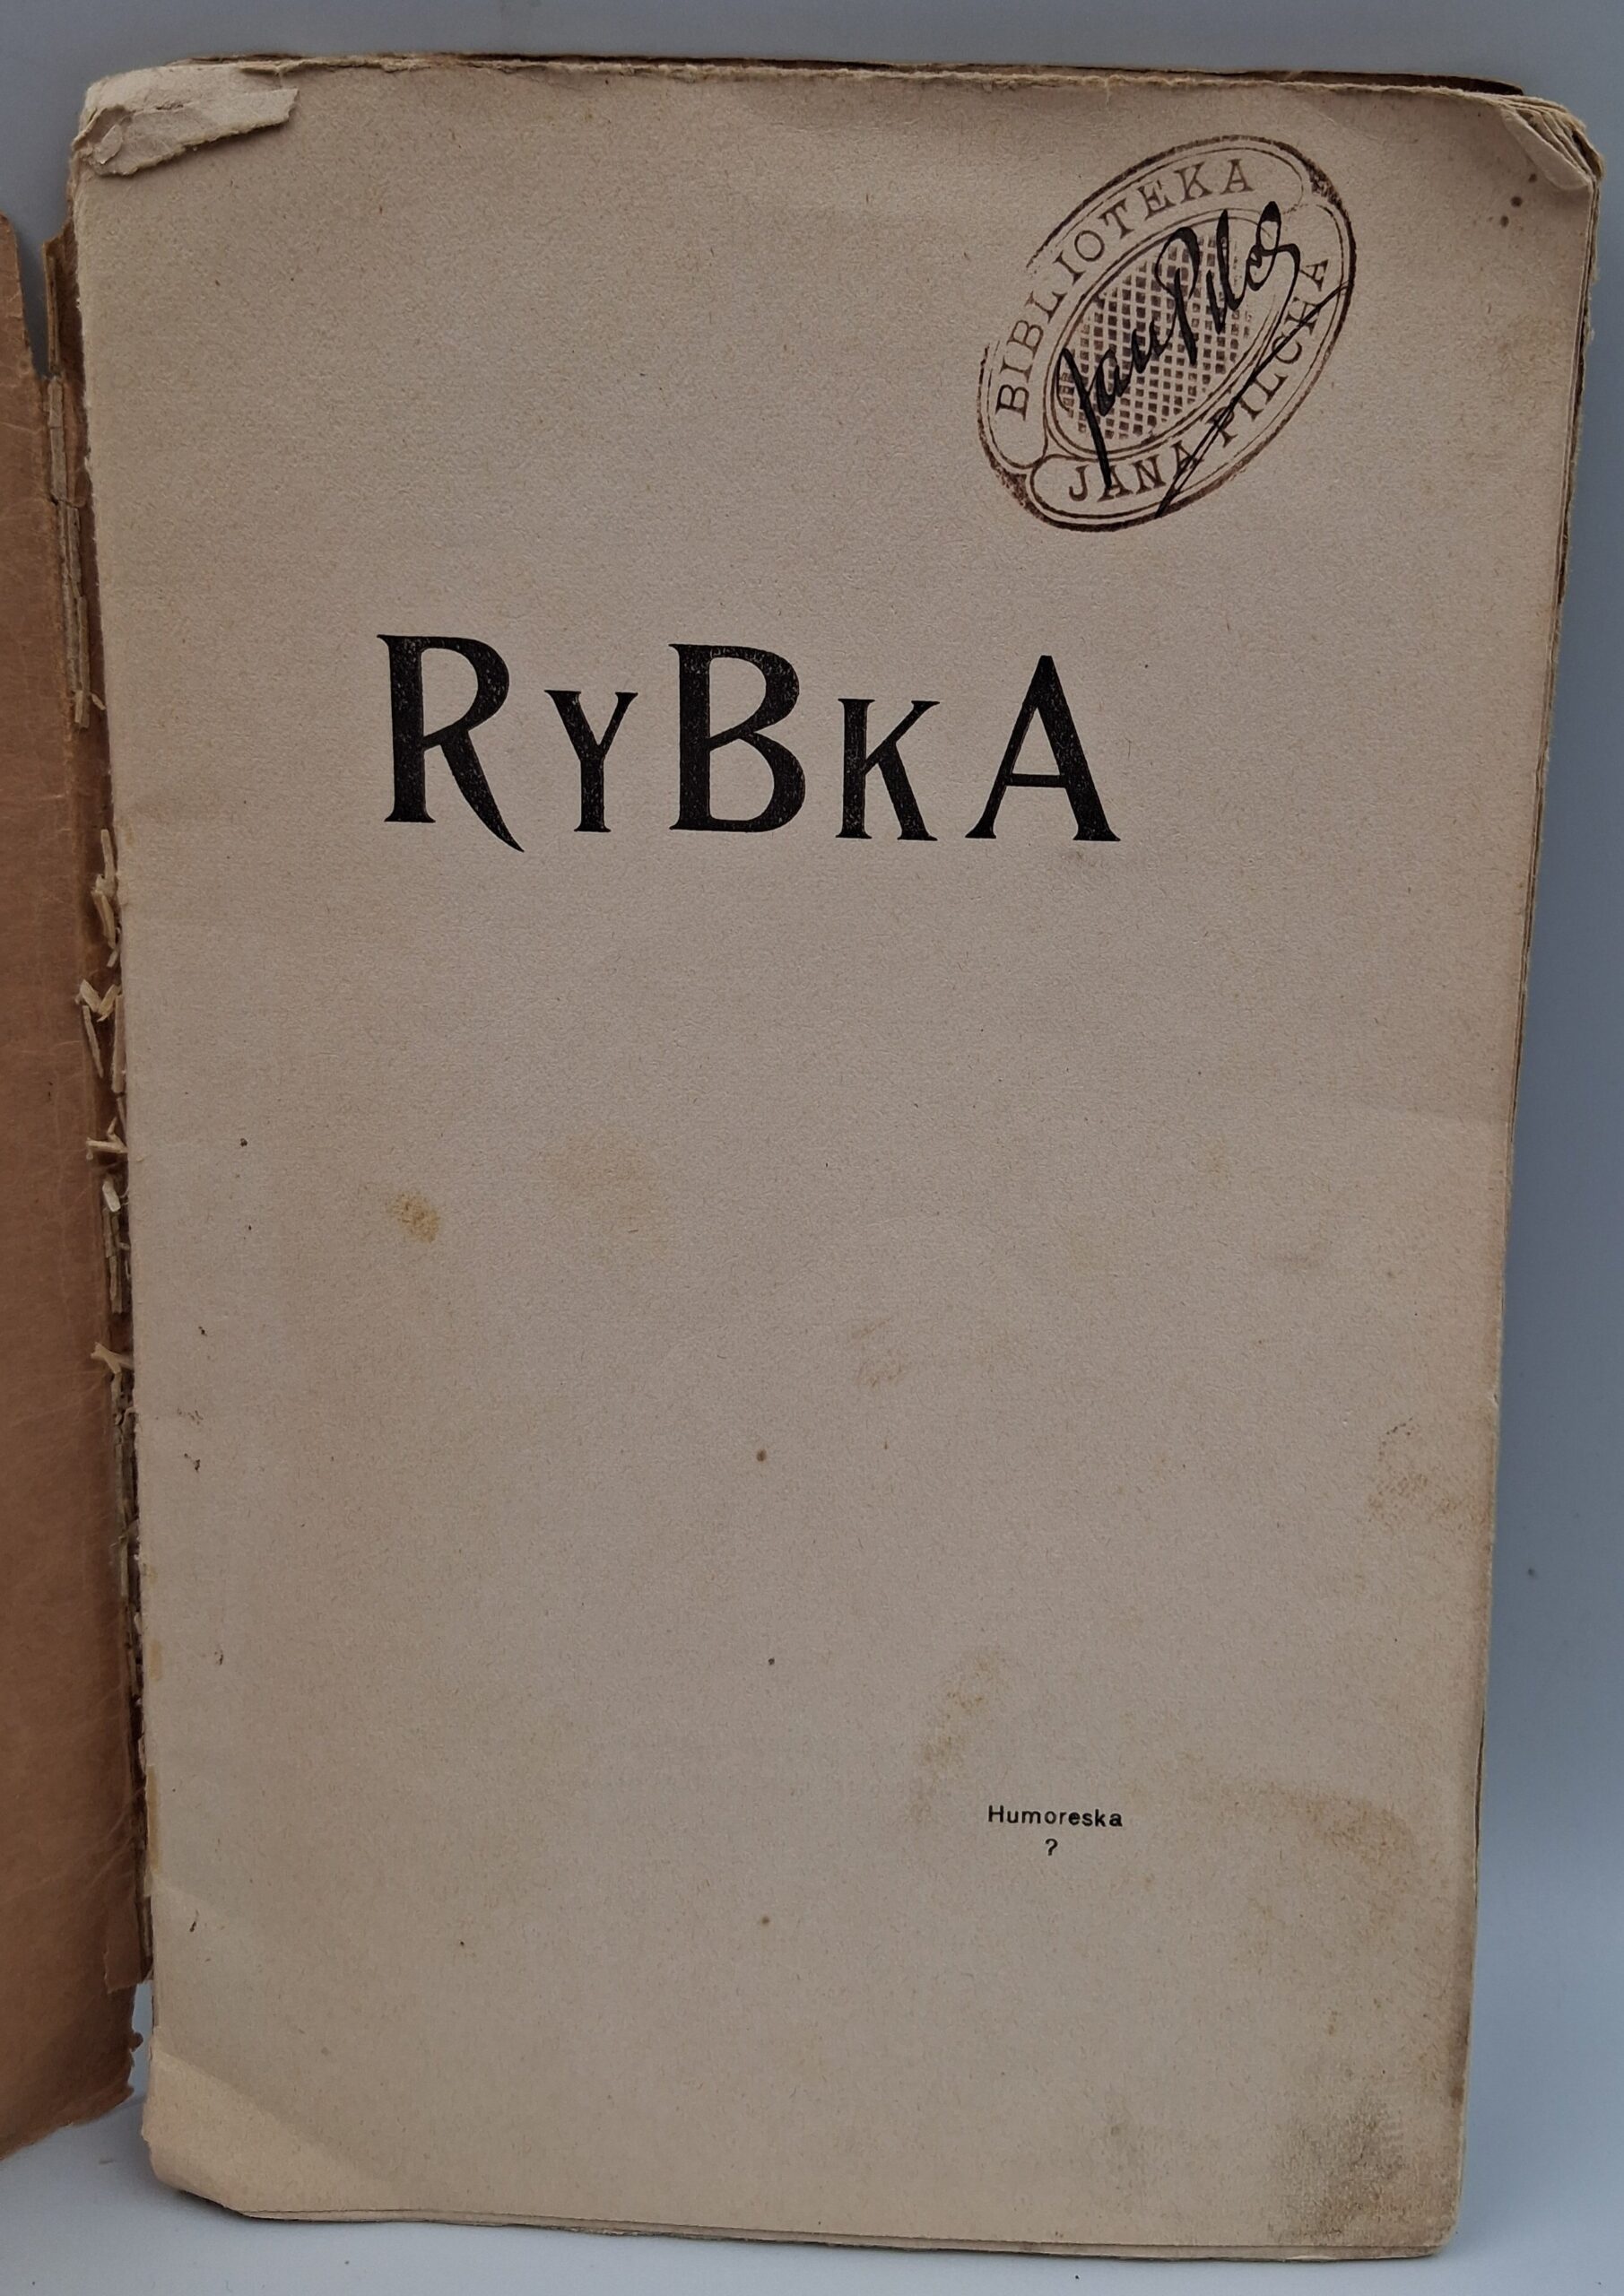 BIBLIOTEKA
Jan Pilch
JANA PILCHA
RyBkA
Humoreska
?